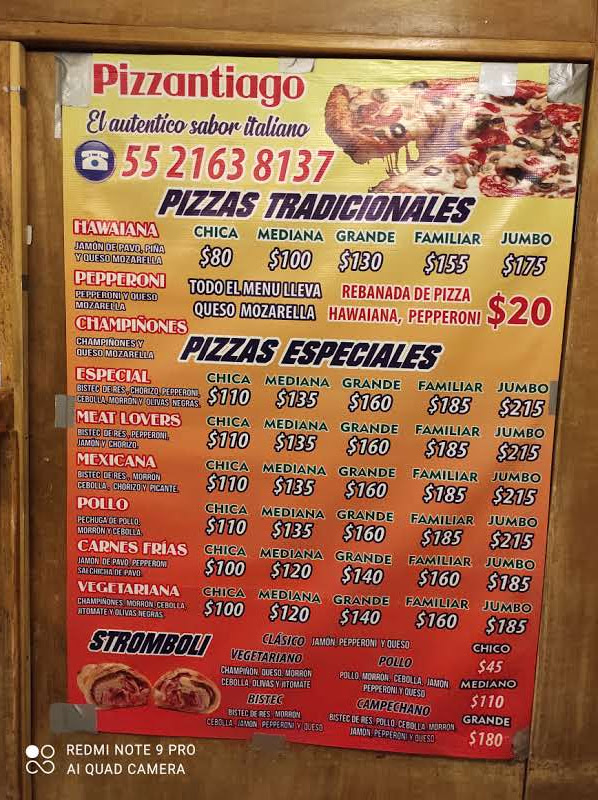 Pizzantiago
El autentico sabor italiano
55 2163 8137
PIZZAS TRADICIONALES
HAWAIANA CHICA MEDIANA GRANDE FAMILIAR JUMBO
JAMÓN DE PAVO, PIÑA
Y QUESO MOZARELLA
$80 $100 $130 $155 $175
PEPPERONI
PEPPERONI Y QUESO
MOZARELLA
TODO EL MENU LLEVA
QUESO MOZARELLA
REBANADA DE PIZZA
HAWAIANA, PEPPERONI $20
CHAMPIÑONES
CHAMPIÑONES Y
QUESO MOZARELLA
PIZZAS ESPECIALES
ESPECIAL CHICA MEDIANA GRANDE FAMILIAR JUMBO
BISTEC DE RES, CHORIZO, PEPPERONI,
CEBOLLA, MORRON Y OLIVAS NEGRAS.
$110 $135 $160 $185 $215
MEAT LOVERS CHICA MEDIANA GRANDE FAMILIAR JUMBO
BISTEC DE RES, PEPPERONI,
JAMON Y CHORIZO.
$110 $135 $160 $185 $215
MEXICANA CHICA MEDIANA GRANDE FAMILIAR JUMBO
BISTEC DE RES, MORRON
CEBOLLA, CHORIZO Y PICANTE.
$110 $135 $160 $185 $215
POLLO CHICA MEDIANA GRANDE FAMILIAR JUMBO
PECHUGA DE POLLO,
MORRON Y CEBOLLA.
$110 $135 $160 $185 $215
CARNES FRÍAS CHICA MEDIANA GRANDE FAMILIAR JUMBO
JAMON DE PAVO, PEPPERONI
SALCHICHA DE PAVO.
$100 $120 $140 $160 $185
VEGETARIANA CHICA MEDIANA GRANDE FAMILIAR JUMBO
CHAMPIÑONES, MORRON, CEBOLLA,
JITOMATE Y OLIVAS NEGRAS.
$100 $120 $140 $160 $185
STROMBOLI
CLÁSICO JAMON, PEPPERONI Y QUESO
VEGETARIANO
CHAMPIÑON, QUESO, MORRON
CEBOLLA, OLIVAS Y JITOMATE
POLLO
POLLO, MORRON, CEBOLLA, JAMON,
PEPPERONI Y QUESO
BISTEC
BISTEC DE RES, MORRON,
CEBOLLA, JAMON, PEPPERONI Y QUESO
CAMPECHANO
BISTEC DE RES, POLLO, CEBOLLA, MORRON,
JAMON, PEPPERONI Y QUESO.
CHICO
$45
MEDIANO
$110
GRANDE
$180
REDMI NOTE 9 PRO
AI QUAD CAMERA